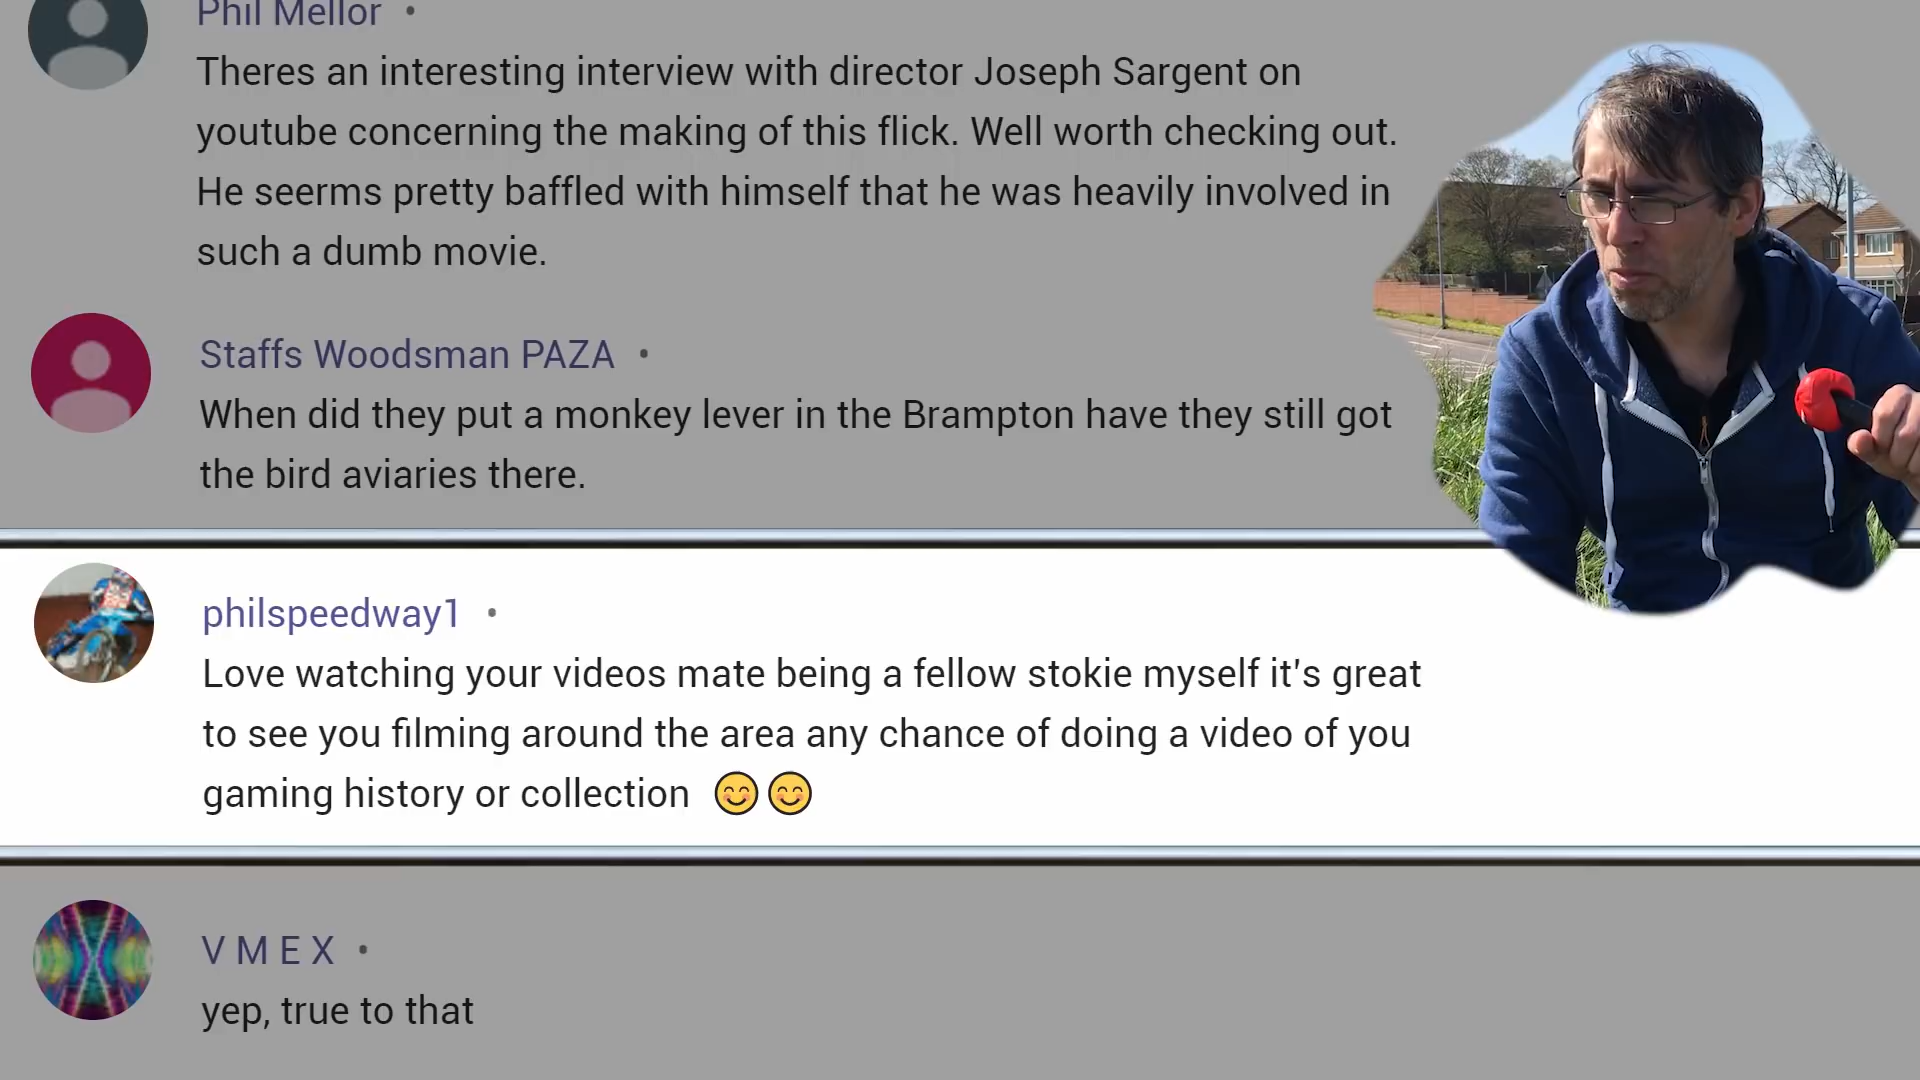 Phil Mellor •
Theres an interesting interview with director Joseph Sargent on
youtube concerning the making of this flick. Well worth checking out.
He seerms pretty baffled with himself that he was heavily involved in
such a dumb movie.
Staffs Woodsman PAZA •
When did they put a monkey lever in the Brampton have they still got
the bird aviaries there.
philspeedway1 •
Love watching your videos mate being a fellow stokie myself it's great
to see you filming around the area any chance of doing a video of you
gaming history or collection 😊😊
V M E X •
yep, true to that